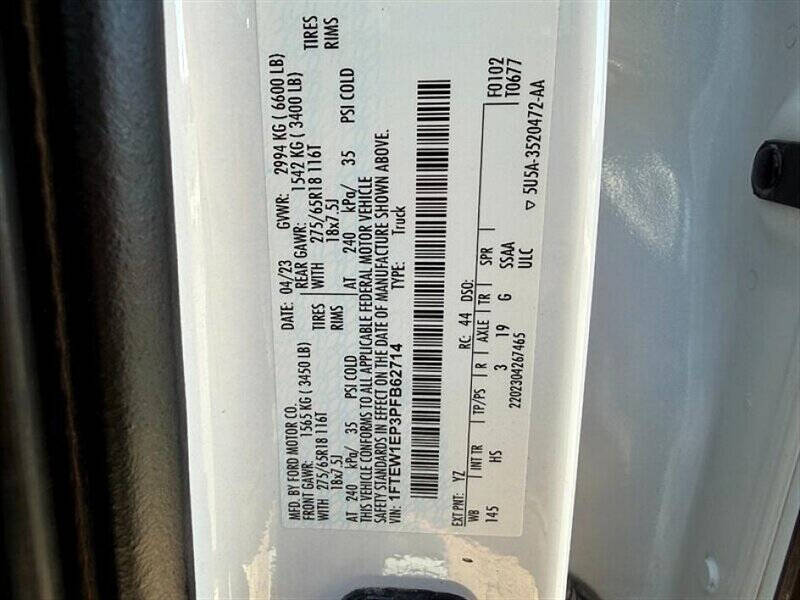 MFD. BY FORD MOTOR CO.
DATE: 04/23 GVWR: 2994 KG ( 6600 LB)
FRONT GAWR: 1565 KG ( 3450 LB) REAR GAWR: 1542 KG ( 3400 LB)
WITH 275/65R18 116T TIRES WITH 275/65R18 116T TIRES
18x7.5J RIMS 18x7.5J RIMS
AT 240 kPa/ 35 PSI COLD AT 240 kPa/ 35 PSI COLD
THIS VEHICLE CONFORMS TO ALL APPLICABLE FEDERAL MOTOR VEHICLE
SAFETY STANDARDS IN EFFECT ON THE DATE OF MANUFACTURE SHOWN ABOVE.
VIN: 1FTEW1EP3PFB62714 TYPE: Truck
EXT PNT: YZ RC: 44 DSO: F0102
WB INT TR TP/PS R AXLE TR SPR T0677
145 HS 3 19 G SSAA
2202304267465 ULC
▽ 5U5A-3520472-AA